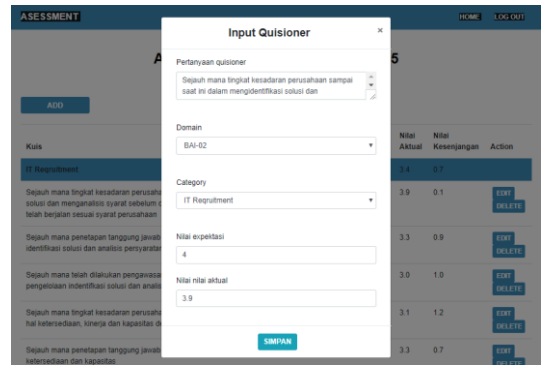 ASESSMENT
HOME LOG OUT
A
5
ADD
Kuis
Nilai Aktual
Nilai Kesenjangan
Action
IT Reqruitment
3.4 0.7
Sejauh mana tingkat kesadaran perusaha
solusi dan menganalisis syarat sebelum
telah berjalan sesuai syarat perusahaan
3.9 0.1 EDIT DELETE
Sejauh mana penetapan tanggung jawab
identifikasi solusi dan analisis persyaratan
3.3 0.9 EDIT DELETE
Sejauh mana telah dilakukan pengawasa
pengelolaan indentifikasi solusi dan analis
3.0 1.0 EDIT DELETE
Sejauh mana tingkat kesadaran perusaha
hal ketersediaan, kinerja dan kapasitas
3.1 1.2 EDIT DELETE
Sejauh mana penetapan tanggung jawab
ketersediaan dan kapasitas
3.3 0.7 EDIT DELETE
Input Quisioner
×
Pertanyaan quisioner
Sejauh mana tingkat kesadaran perusahaan sampai
saat ini dalam mengidentifikasi solusi dan
Domain
BAI-02
Category
IT Reqruitment
Nilai expektasi
4
Nilai nilai aktual
3.9
SIMPAN